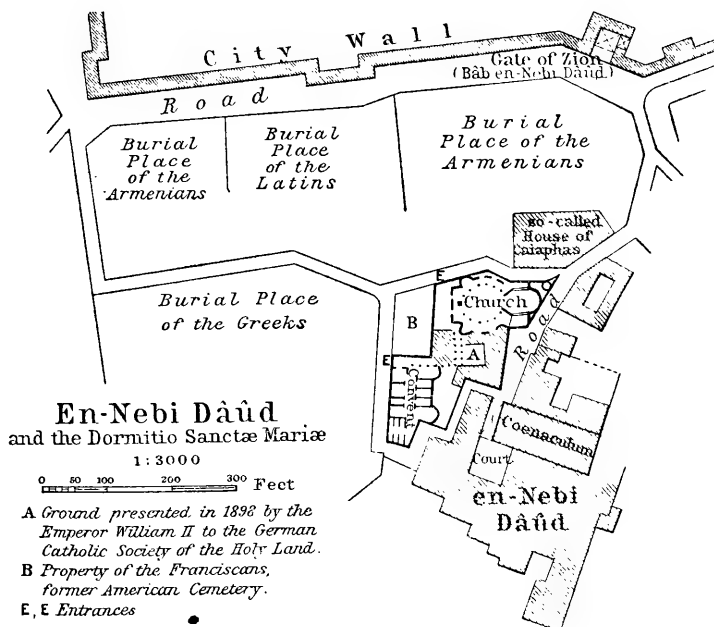 City Wall
Gate of Zion
(Bâb en-Nebi Dâûd)
Road
Burial
Place
of the
Armenians
Burial
Place
of the
Latins
Burial
Place of the
Armenians
so-called
House of
Caiaphas
E
Church
Burial Place
of the Greeks
B
Road
A
E
Convent
Coenaculum
Court
en-Nebi
Dâûd
En-Nebi Dâûd
and the Dormitio Sanctæ Mariæ
1:3000
0 50 100 200 300 Feet
A Ground presented in 1898 by the
Emperor William II to the German
Catholic Society of the Holy Land.
B Property of the Franciscans,
former American Cemetery.
E, E Entrances